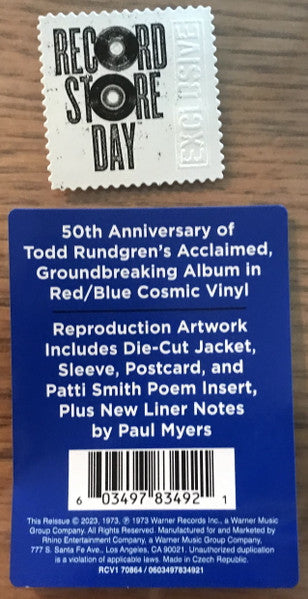 RECORD
STORE
DAY
EXCLUSIVE
50th Anniversary of
Todd Rundgren's Acclaimed,
Groundbreaking Album in
Red/Blue Cosmic Vinyl
Reproduction Artwork
Includes Die-Cut Jacket,
Sleeve, Postcard, and
Patti Smith Poem Insert,
Plus New Liner Notes
by Paul Myers
6 03497 83492 1
This Reissue © 2023, 1973, ℗ 1973 Warner Records Inc., a Warner Music
Group Company. All Rights Reserved. Manufactured for and Marketed by
Rhino Entertainment Company, a Warner Music Group Company,
777 S. Santa Fe Ave., Los Angeles, CA 90021. Unauthorized duplication
is a violation of applicable laws. Made in Czech Republic.
RCV1 70864 / 0603497834921